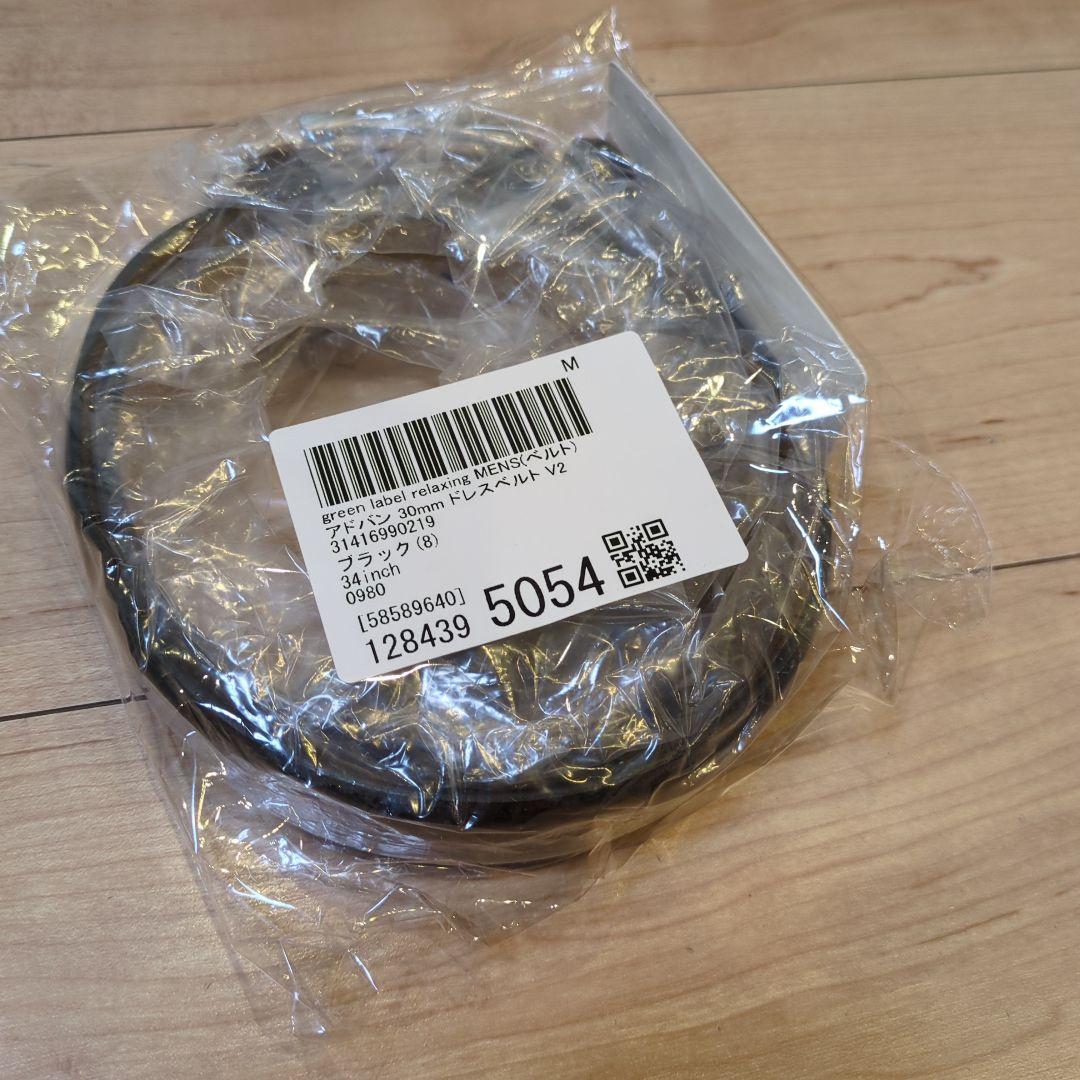 M
green label relaxing MENS(ベルト)
アドバン 30mm ドレスベルト V2
31416990219
ブラック(8)
34inch
0980
[58589640]
128439 5054